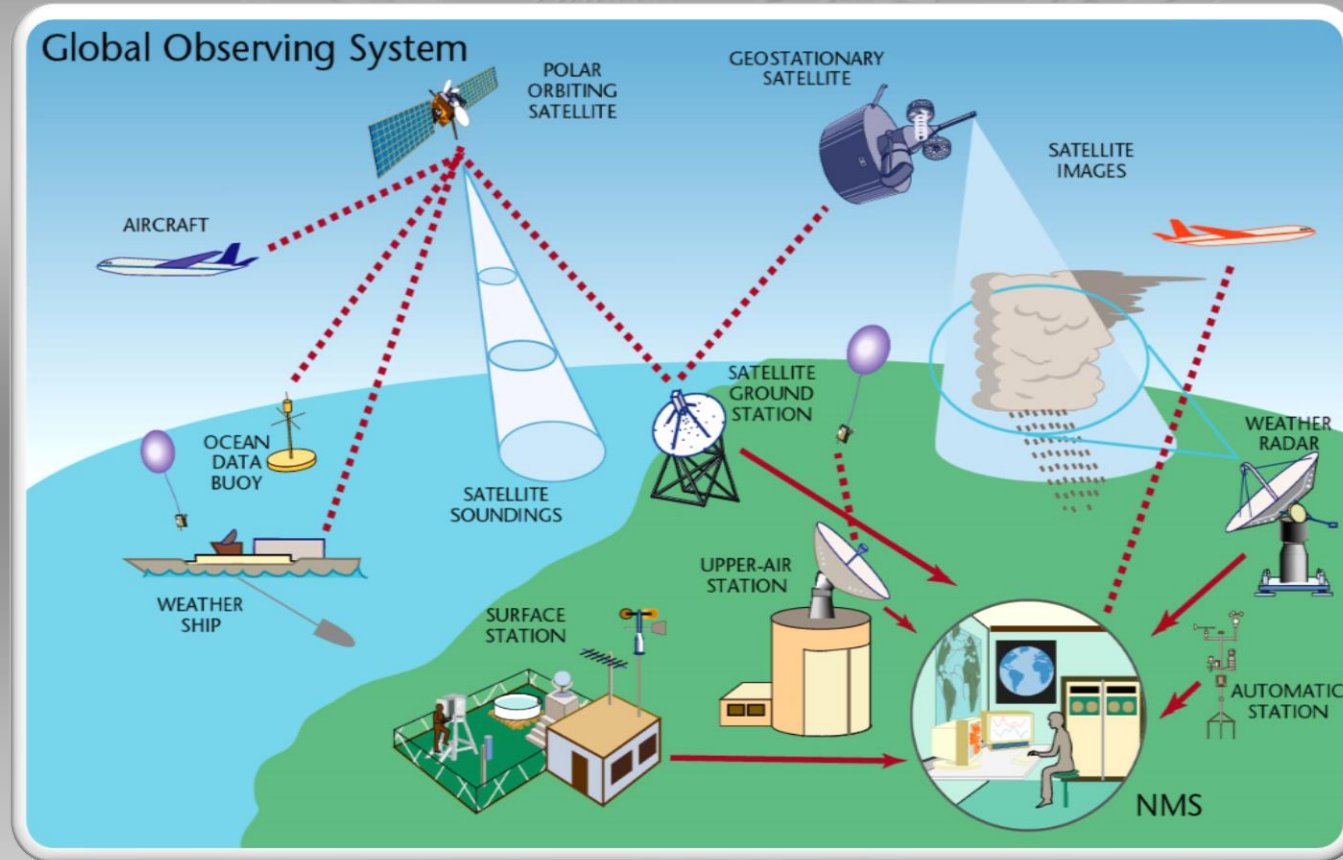 Global Observing System
POLAR
ORBITING
SATELLITE
GEOSTATIONARY
SATELLITE
SATELLITE
IMAGES
AIRCRAFT
OCEAN
DATA
BUOY
SATELLITE
SOUNDINGS
SATELLITE
GROUND
STATION
WEATHER
RADAR
WEATHER
SHIP
SURFACE
STATION
UPPER-AIR
STATION
AUTOMATIC
STATION
NMS